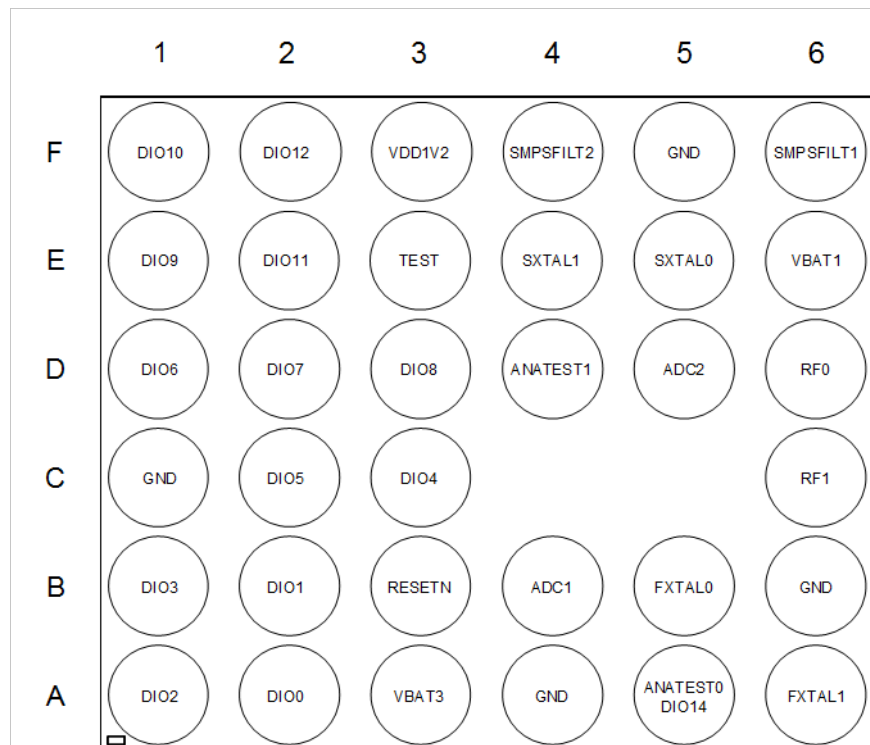 1 2 3 4 5 6
F DIO10 DIO12 VDD1V2 SMPSFILT2 GND SMPSFILT1
E DIO9 DIO11 TEST SXTAL1 SXTAL0 VBAT1
D DIO6 DIO7 DIO8 ANATEST1 ADC2 RF0
C GND DIO5 DIO4 RF1
B DIO3 DIO1 RESETN ADC1 FXTAL0 GND
A DIO2 DIO0 VBAT3 GND ANATEST0 FXTAL1
DIO14